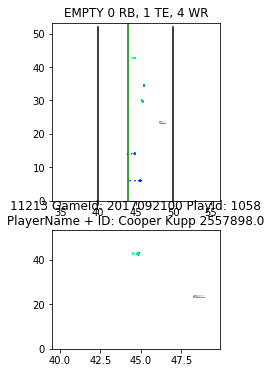 EMPTY 0 RB, 1 TE, 4 WR
50
40
30
20
10
0
35 40 45 50 55
11213 GameId: 2017092100 PlayId: 1058
PlayerName + ID: Cooper Kupp 2557898.0
40
20
0
40.0 42.5 45.0 47.5